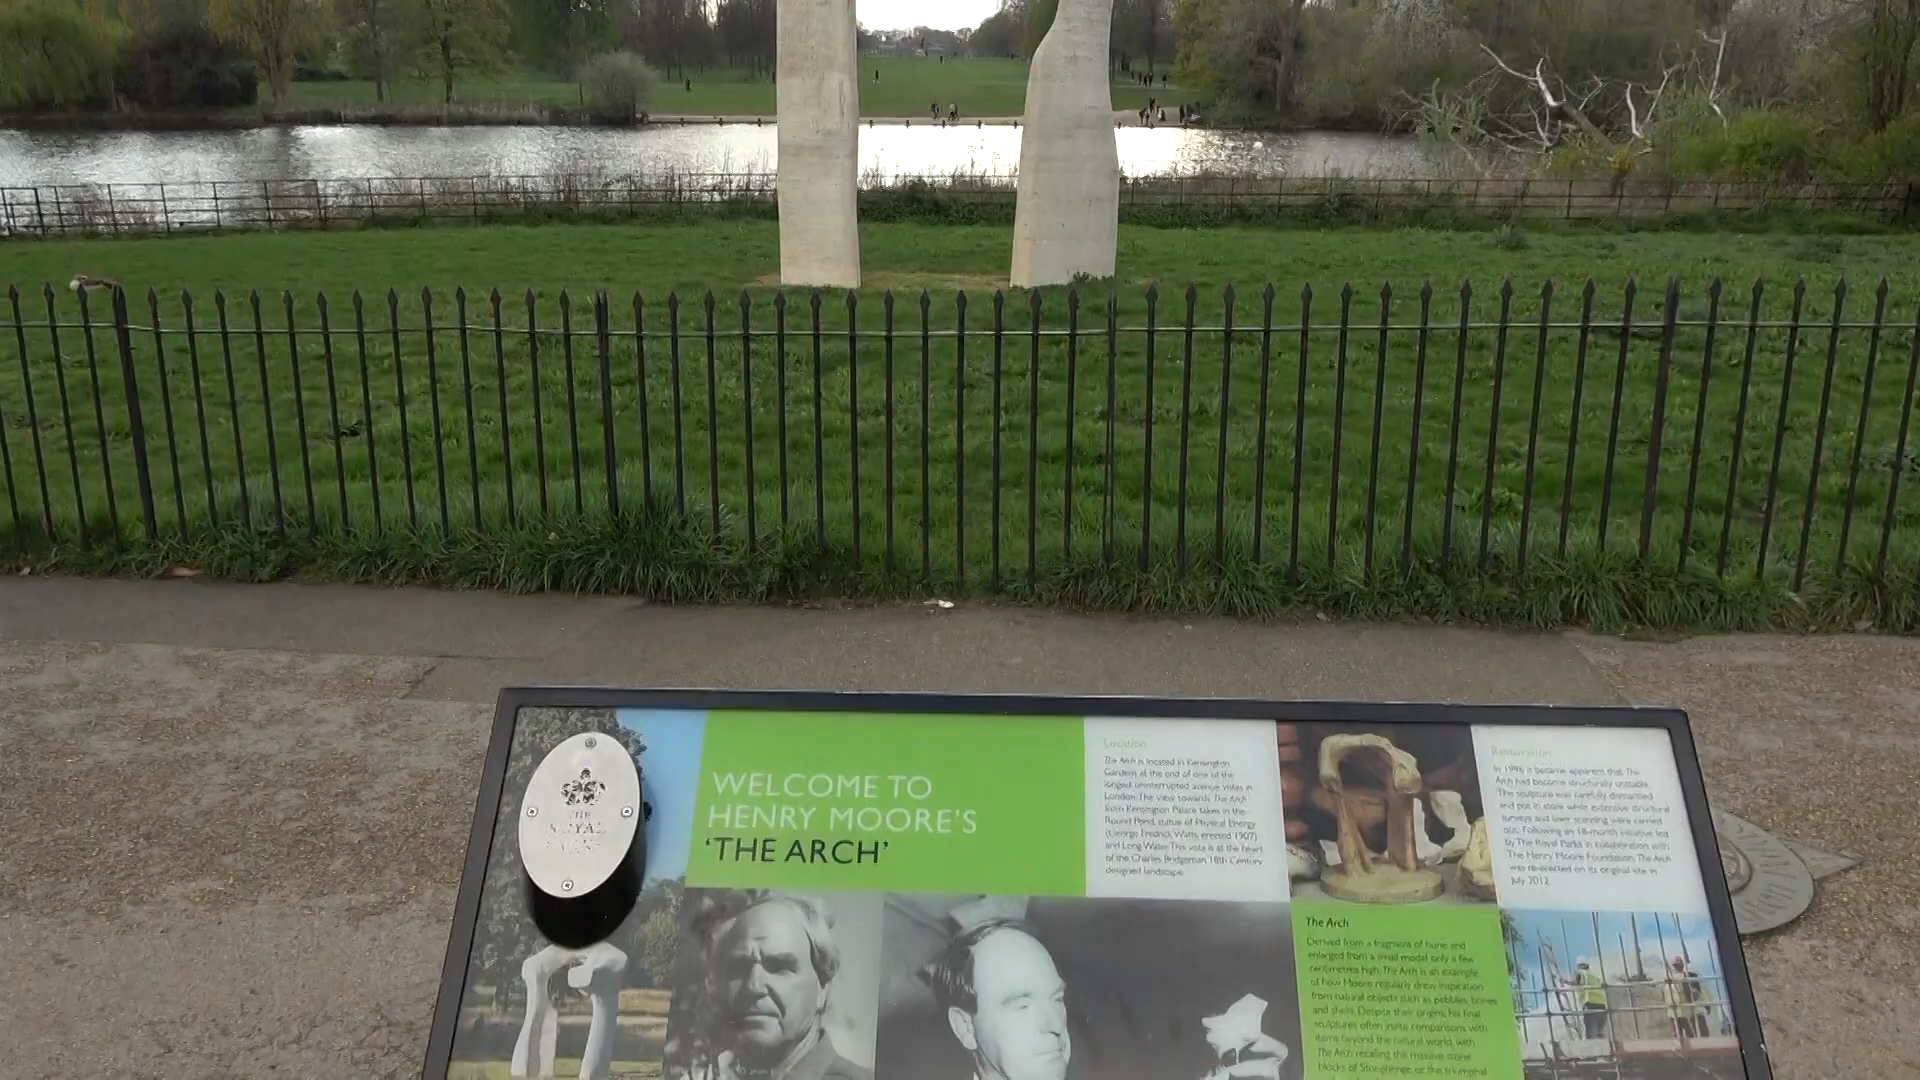 THE
ROYAL
PARKS
WELCOME TO
HENRY MOORE'S
'THE ARCH'
Location
The Arch is located in Kensington
Gardens at the end of one of the
longest uninterrupted avenue vistas in
London. The view towards The Arch
from Kensington Palace takes in the
Round Pond, statue of Physical Energy
(George Fredrick Watts, erected 1907)
and Long Water. This vista is at the heart
of the Charles Bridgeman 18th Century
designed landscape.
Restoration
In 1996 it became apparent that The
Arch had become structurally unstable.
The sculpture was carefully dismantled
and put in store while extensive structural
surveys and laser scanning were carried
out. Following an 18-month initiative led
by The Royal Parks in collaboration with
The Henry Moore Foundation, The Arch
was re-erected on its original site in
July 2012.
The Arch
Derived from a fragment of bone and
enlarged from a small model only a few
centimetres high, The Arch is an example
of how Moore regularly drew inspiration
from natural objects such as pebbles, bones
and shells. Despite their origins, his final
sculptures often invite comparisons with
items beyond the natural world, with
The Arch recalling the massive stone
blocks of Stonehenge or the triumphal